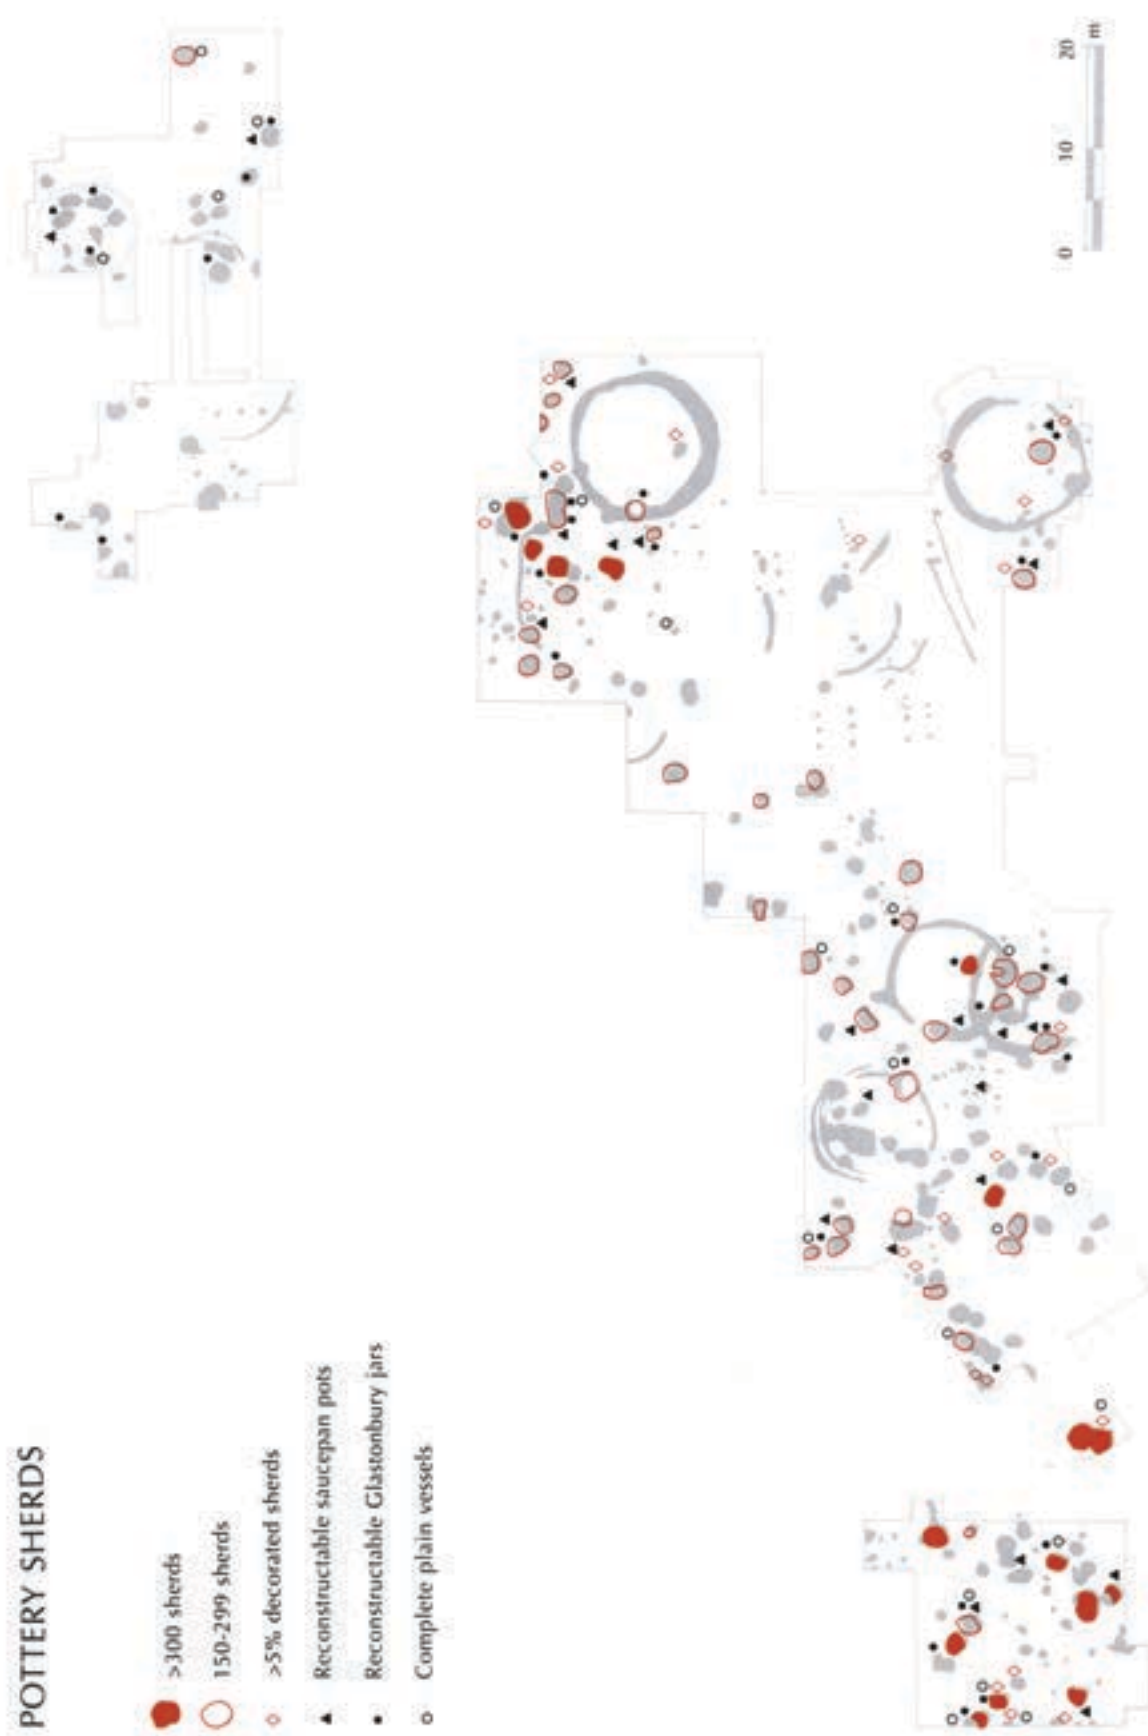 POTTERY SHERDS
>300 sherds
150-299 sherds
>5% decorated sherds
Reconstructable saucepan pots
Reconstructable Glastonbury jars
Complete plain vessels
0 10 20
m